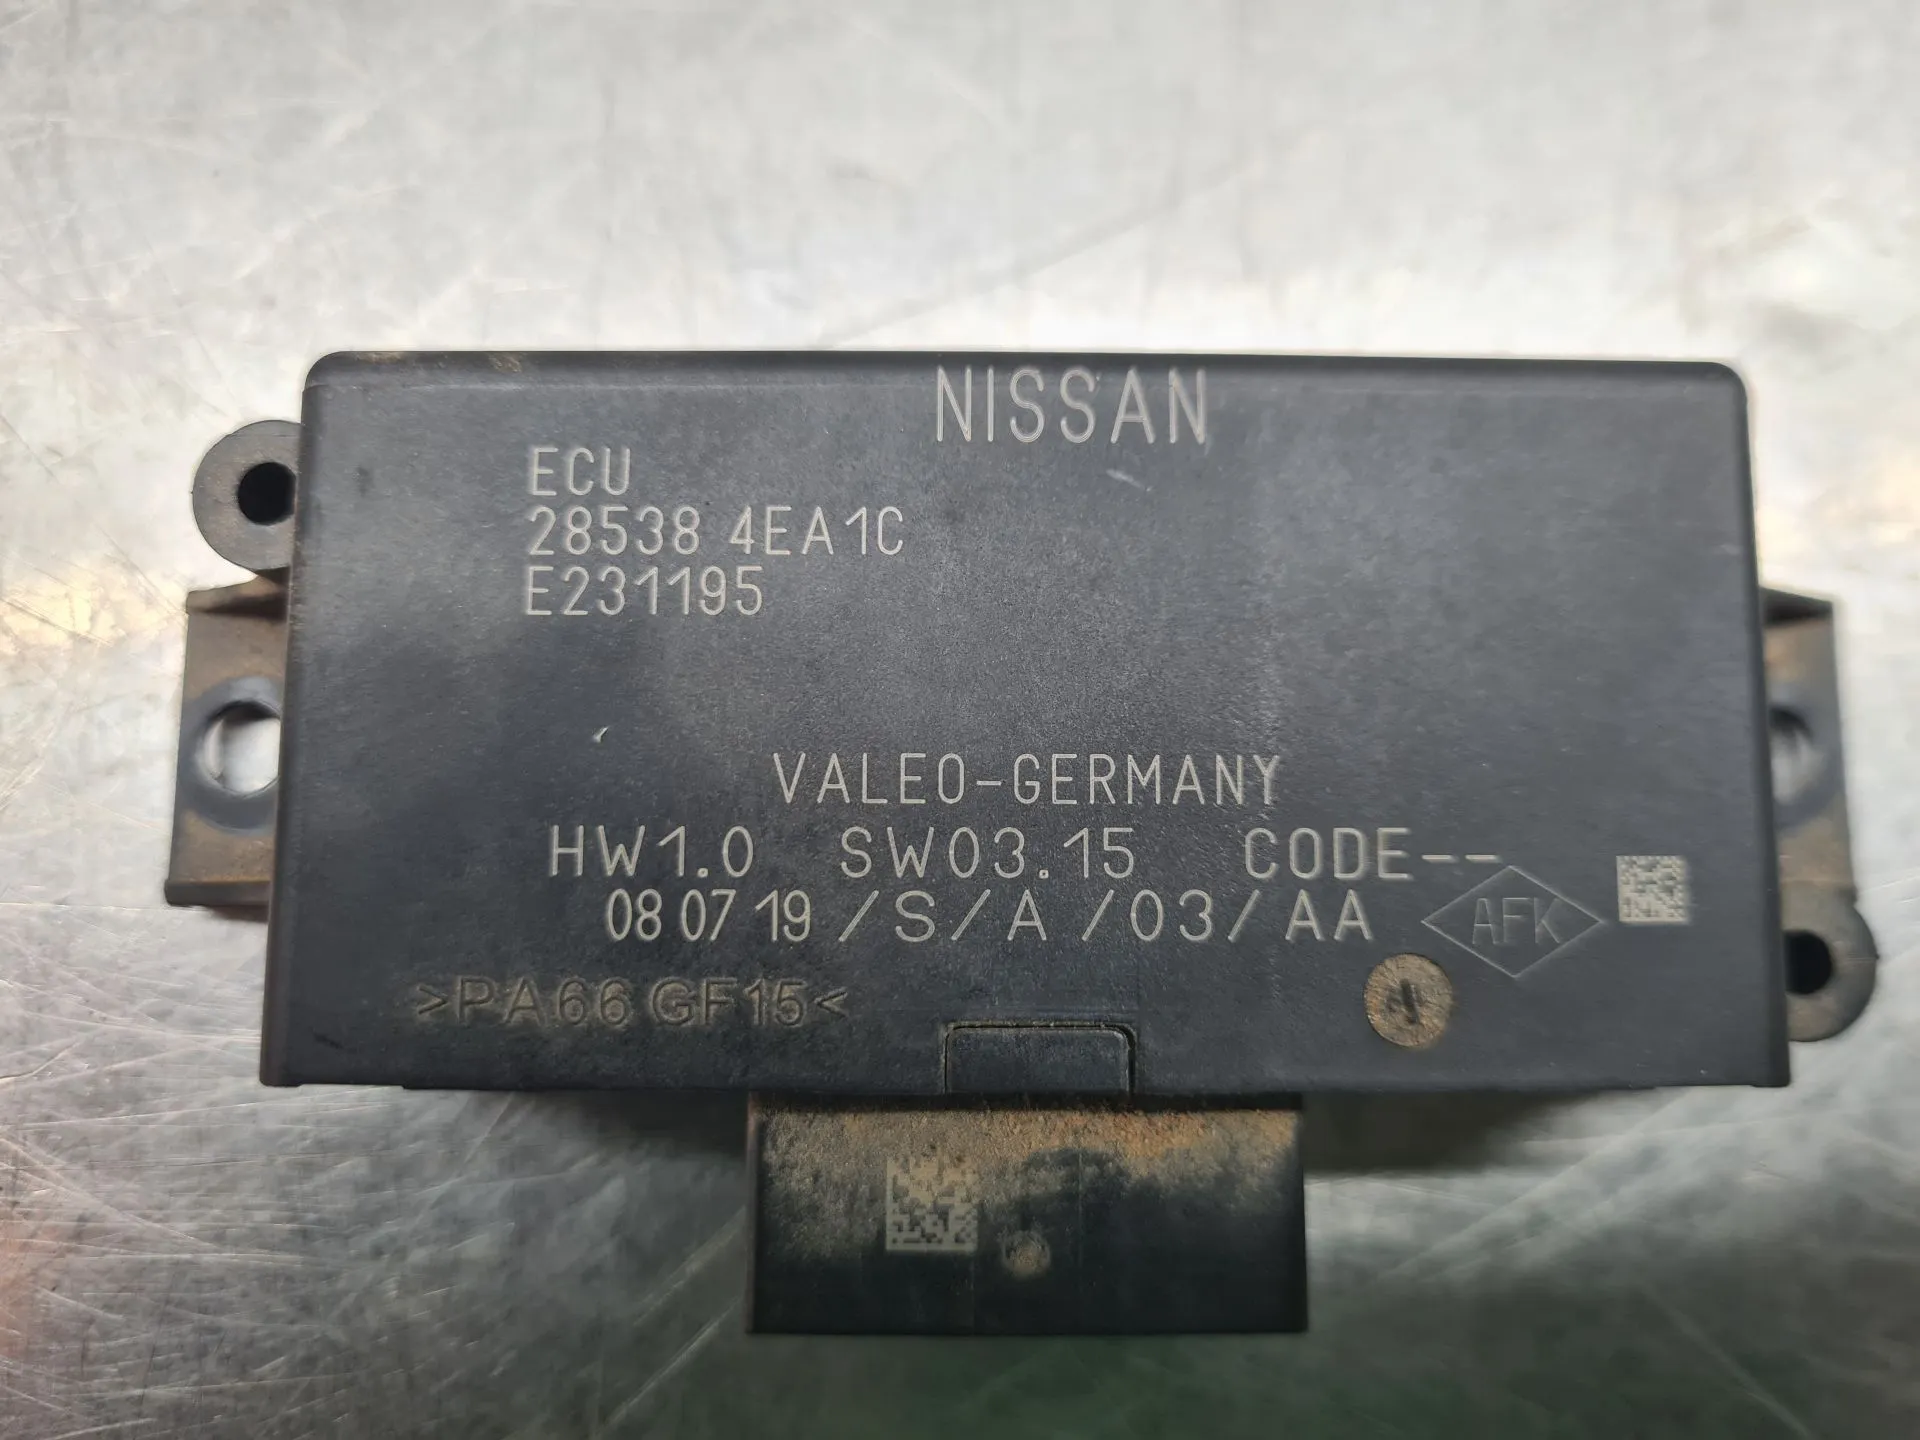 NISSAN
ECU
28538 4EA1C
E231195
VALEO-GERMANY
HW1.0 SW03.15 CODE--
08 07 19 /S/A /03/AA AFK
>PA66 GF15<